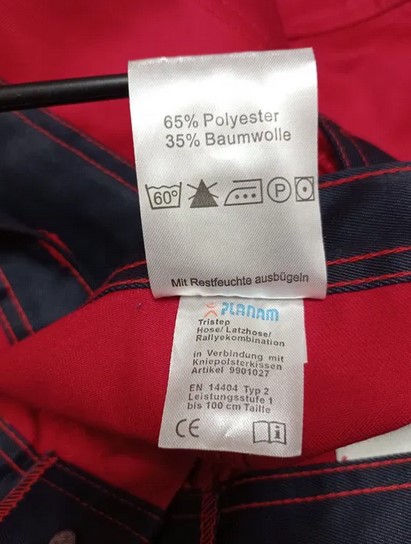 65% Polyester
35% Baumwolle
60°
P
Mit Restfeuchte ausbügeln
PLANAM
Tristep
Hose/ Latzhose/
Rallyekombination
in Verbindung mit
Kniepolsterkissen
Artikel 9901027
EN 14404 Typ 2
Leistungsstufe 1
bis 100 cm Taille
CE
i